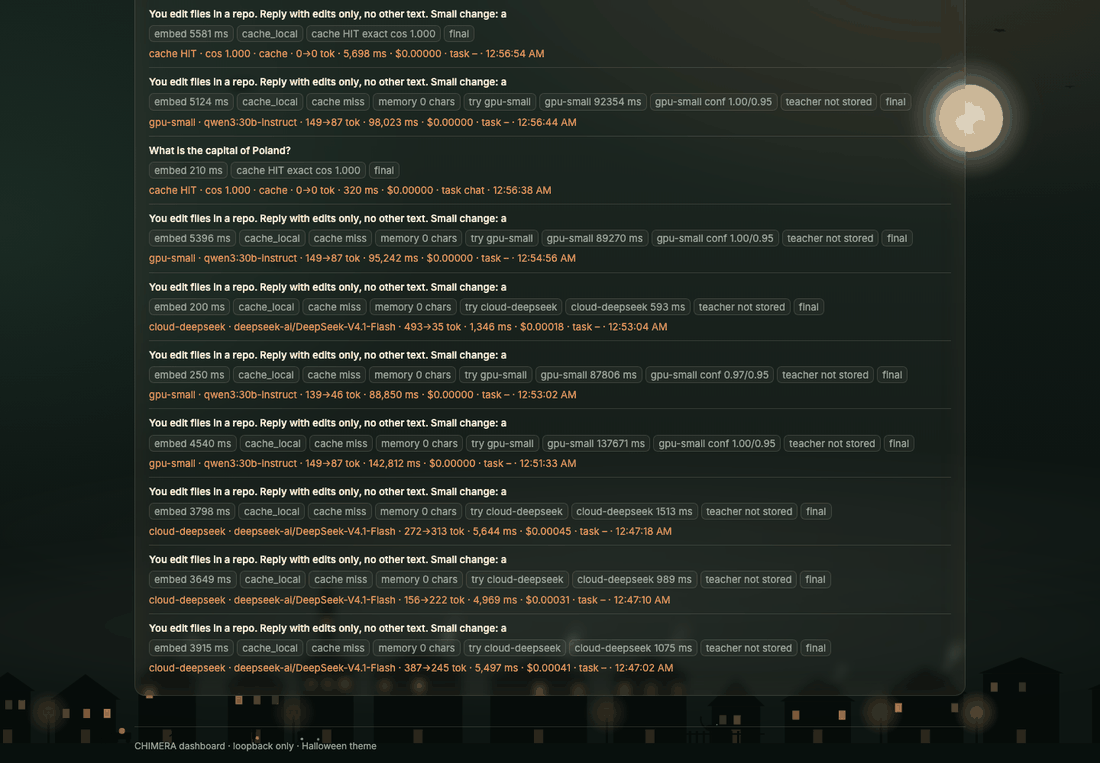 You edit files in a repo. Reply with edits only, no other text. Small change: a
embed 5581 ms cache_local cache HIT exact cos 1.000 final
cache HIT · cos 1.000 · cache · 0→0 tok · 5,698 ms · $0.00000 · task – · 12:56:54 AM
You edit files in a repo. Reply with edits only, no other text. Small change: a
embed 5124 ms cache_local cache miss memory 0 chars try gpu-small gpu-small 92354 ms gpu-small conf 1.00/0.95 teacher not stored final
gpu-small · qwen3:30b-instruct · 149→87 tok · 98,023 ms · $0.00000 · task – · 12:56:44 AM
What is the capital of Poland?
embed 210 ms cache HIT exact cos 1.000 final
cache HIT · cos 1.000 · cache · 0→0 tok · 320 ms · $0.00000 · task chat · 12:56:38 AM
You edit files in a repo. Reply with edits only, no other text. Small change: a
embed 5396 ms cache_local cache miss memory 0 chars try gpu-small gpu-small 89270 ms gpu-small conf 1.00/0.95 teacher not stored final
gpu-small · qwen3:30b-instruct · 149→87 tok · 95,242 ms · $0.00000 · task – · 12:54:56 AM
You edit files in a repo. Reply with edits only, no other text. Small change: a
embed 200 ms cache_local cache miss memory 0 chars try cloud-deepseek cloud-deepseek 593 ms teacher not stored final
cloud-deepseek · deepseek-ai/DeepSeek-V4.1-Flash · 493→35 tok · 1,346 ms · $0.00018 · task – · 12:53:04 AM
You edit files in a repo. Reply with edits only, no other text. Small change: a
embed 250 ms cache_local cache miss memory 0 chars try gpu-small gpu-small 87806 ms gpu-small conf 0.97/0.95 teacher not stored final
gpu-small · qwen3:30b-instruct · 139→46 tok · 88,850 ms · $0.00000 · task – · 12:53:02 AM
You edit files in a repo. Reply with edits only, no other text. Small change: a
embed 4540 ms cache_local cache miss memory 0 chars try gpu-small gpu-small 137671 ms gpu-small conf 1.00/0.95 teacher not stored final
gpu-small · qwen3:30b-instruct · 149→87 tok · 142,812 ms · $0.00000 · task – · 12:51:33 AM
You edit files in a repo. Reply with edits only, no other text. Small change: a
embed 3798 ms cache_local cache miss memory 0 chars try cloud-deepseek cloud-deepseek 1513 ms teacher not stored final
cloud-deepseek · deepseek-ai/DeepSeek-V4.1-Flash · 272→313 tok · 5,644 ms · $0.00045 · task – · 12:47:18 AM
You edit files in a repo. Reply with edits only, no other text. Small change: a
embed 3649 ms cache_local cache miss memory 0 chars try cloud-deepseek cloud-deepseek 989 ms teacher not stored final
cloud-deepseek · deepseek-ai/DeepSeek-V4.1-Flash · 156→222 tok · 4,969 ms · $0.00031 · task – · 12:47:10 AM
You edit files in a repo. Reply with edits only, no other text. Small change: a
embed 3915 ms cache_local cache miss memory 0 chars try cloud-deepseek cloud-deepseek 1075 ms teacher not stored final
cloud-deepseek · deepseek-ai/DeepSeek-V4.1-Flash · 387→245 tok · 5,497 ms · $0.00041 · task – · 12:47:02 AM
CHIMERA dashboard · loopback only · Halloween theme